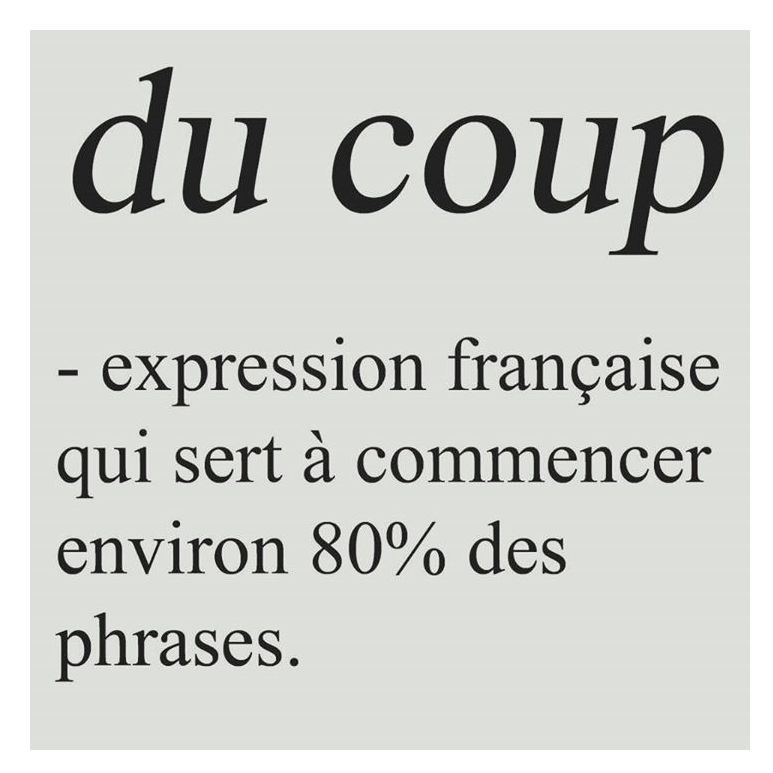 du coup
- expression française
qui sert à commencer
environ 80% des
phrases.